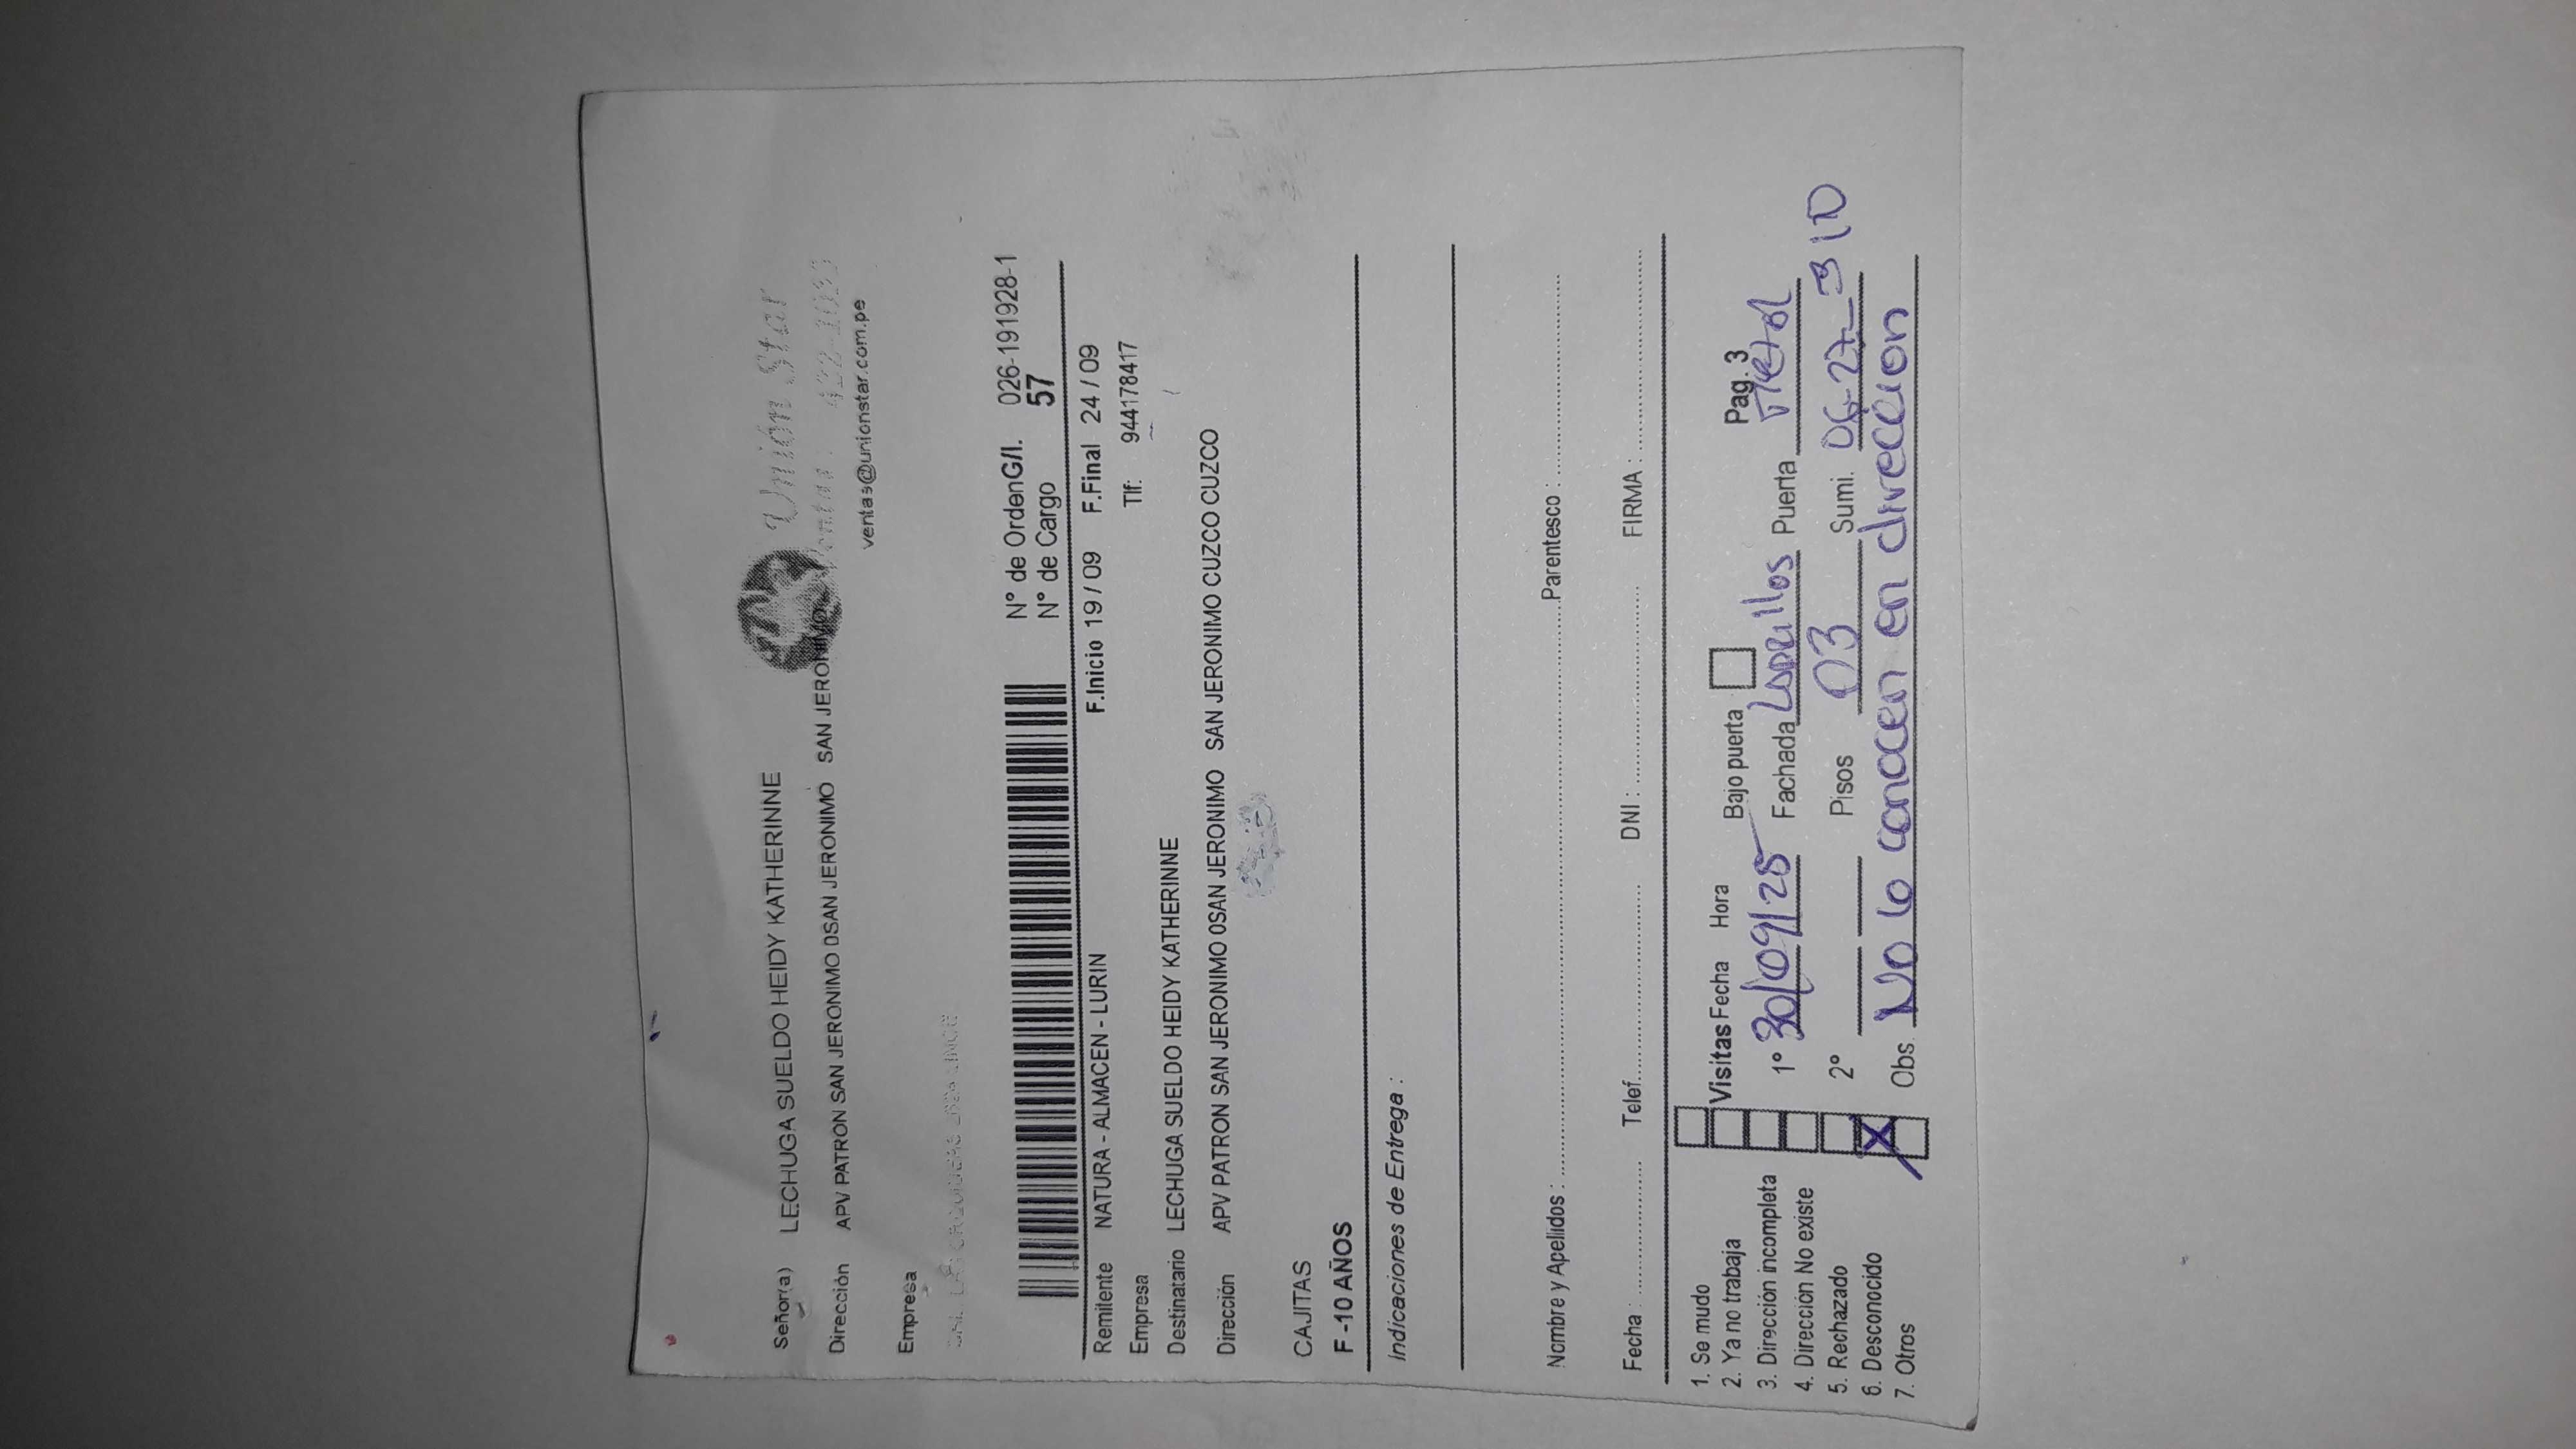 Señor(a) LECHUGA SUELDO HEIDY KATHERINNE
Unión Star
Dirección APV PATRON SAN JERONIMO 0SAN JERONIMO SAN JERONIMO
ventas@unionstar.com.pe
Empresa
N° de OrdenG/I. 026-191928-1
N° de Cargo 57
Remitente NATURA - ALMACEN - LURIN F.Inicio 19 / 09 F.Final 24 / 09
Empresa Tlf: 944178417
Destinatario LECHUGA SUELDO HEIDY KATHERINNE
Dirección APV PATRON SAN JERONIMO 0SAN JERONIMO SAN JERONIMO CUZCO CUZCO
CAJITAS
F -10 AÑOS
Indicaciones de Entrega :
Nombre y Apelidos : Parentesco :
Fecha : Telef. DNI : FIRMA :
1. Se mudo
2. Ya no trabaja Visitas Fecha Hora Bajo puerta Pag. 3
3. Dirección incompleta 1° 30/09/25 Fachada Ladrillos Puerta Metal
4. Dirección No existe
5. Rechazado 2° Pisos 03 Sumi. 06-27-310
6. Desconocido X
7. Otros Obs. No lo conocen en direccion